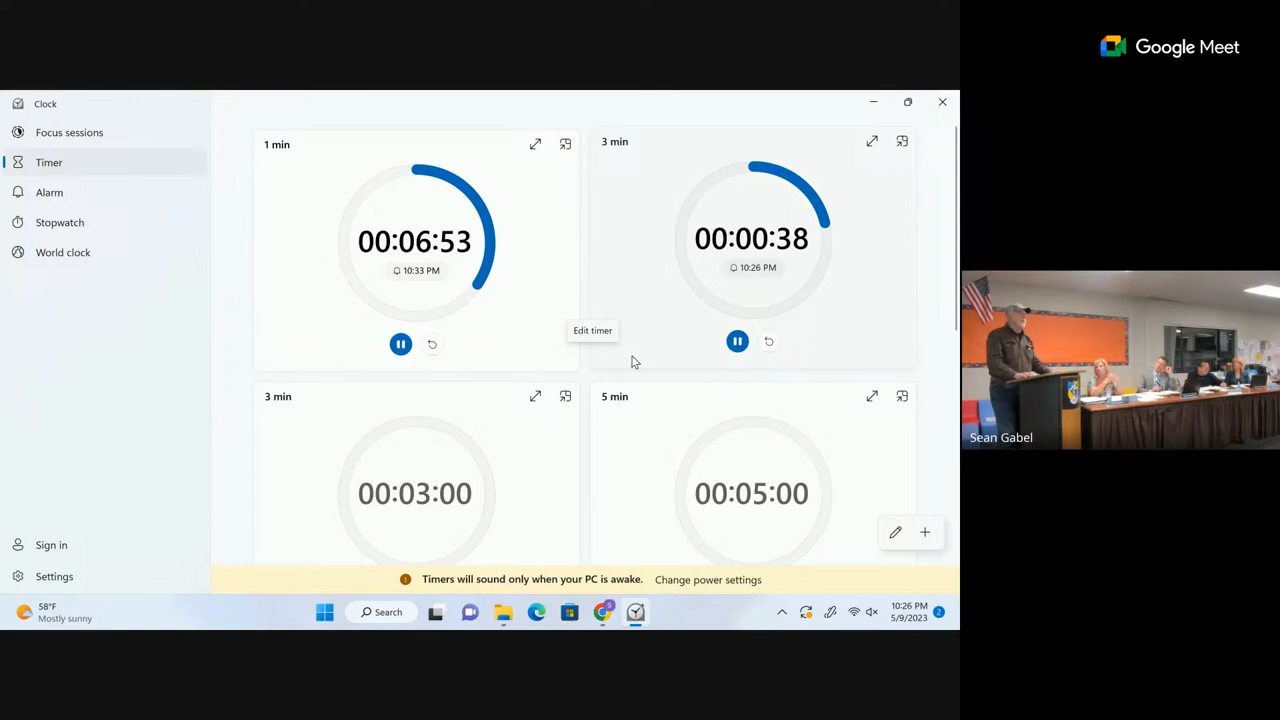 Google Meet
Clock
Focus sessions
Timer
Alarm
Stopwatch
World clock
Sign in
Settings
1 min
00:06:53
10:33 PM
3 min
00:00:38
10:26 PM
Edit timer
3 min
00:03:00
5 min
00:05:00
Timers will sound only when your PC is awake. Change power settings
58°F
Mostly sunny
Search
5
10:26 PM
5/9/2023
2
Sean Gabel